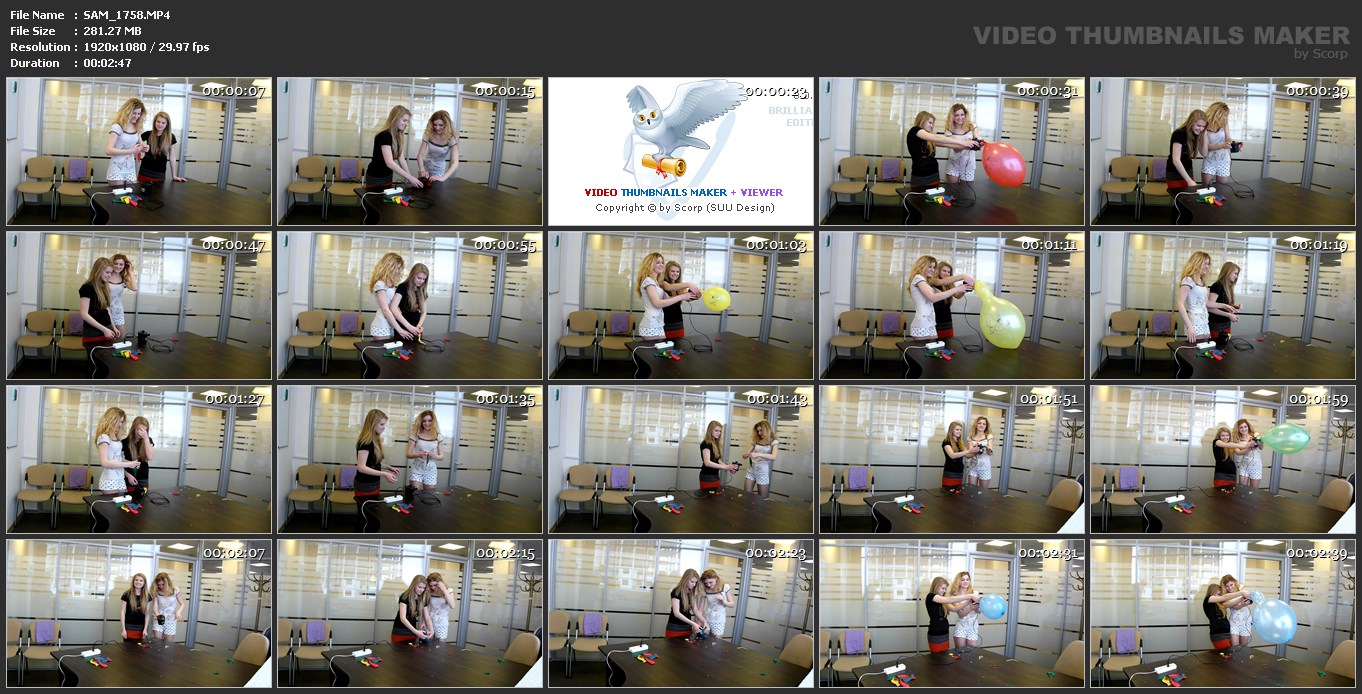 File Name : SAM_1758.MP4
File Size : 281.27 MB
Resolution : 1920x1080 / 29.97 fps
Duration : 00:02:47
VIDEO THUMBNAILS MAKER
by Scorp
00:00:07
00:00:15
00:00:23
BRILLIA
EDIT
VIDEO THUMBNAILS MAKER + VIEWER
Copyright © by Scorp (SUU Design)
00:00:31
00:00:39
00:00:47
00:00:55
00:01:03
00:01:11
00:01:19
00:01:27
00:01:35
00:01:43
00:01:51
00:01:59
00:02:07
00:02:15
00:02:23
00:02:31
00:02:39